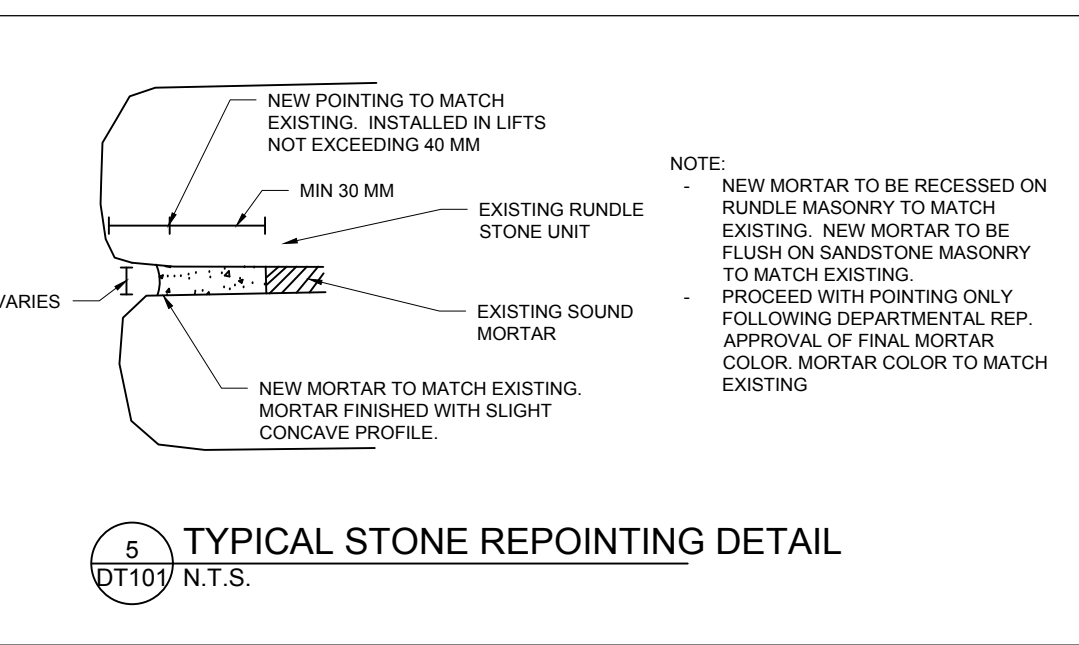 NEW POINTING TO MATCH
EXISTING. INSTALLED IN LIFTS
NOT EXCEEDING 40 MM
MIN 30 MM
EXISTING RUNDLE
STONE UNIT
VARIES
EXISTING SOUND
MORTAR
NEW MORTAR TO MATCH EXISTING.
MORTAR FINISHED WITH SLIGHT
CONCAVE PROFILE.
NOTE:
- NEW MORTAR TO BE RECESSED ON
RUNDLE MASONRY TO MATCH
EXISTING. NEW MORTAR TO BE
FLUSH ON SANDSTONE MASONRY
TO MATCH EXISTING.
- PROCEED WITH POINTING ONLY
FOLLOWING DEPARTMENTAL REP.
APPROVAL OF FINAL MORTAR
COLOR. MORTAR COLOR TO MATCH
EXISTING
5
DT101
TYPICAL STONE REPOINTING DETAIL
N.T.S.